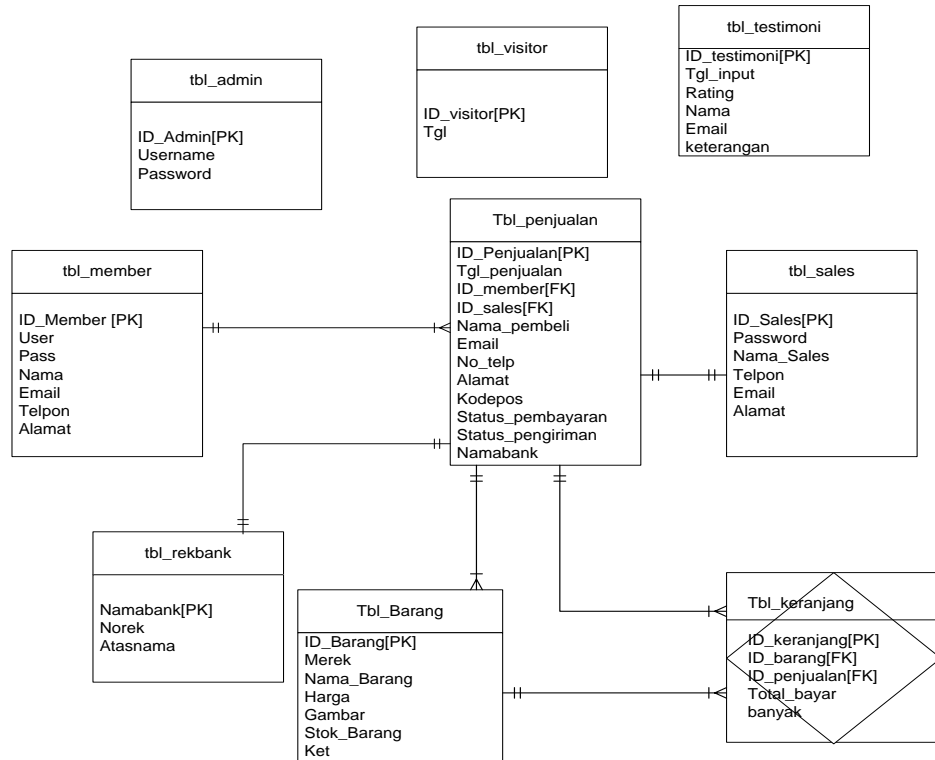 tbl_admin
ID_Admin[PK]
Username
Password
tbl_visitor
ID_visitor[PK]
Tgl
tbl_testimoni
ID_testimoni[PK]
Tgl_input
Rating
Nama
Email
keterangan
tbl_member
ID_Member [PK]
User
Pass
Nama
Email
Telpon
Alamat
Tbl_penjualan
ID_Penjualan[PK]
Tgl_penjualan
ID_member[FK]
ID_sales[FK]
Nama_pembeli
Email
No_telp
Alamat
Kodepos
Status_pembayaran
Status_pengiriman
Namabank
tbl_sales
ID_Sales[PK]
Password
Nama_Sales
Telpon
Email
Alamat
tbl_rekbank
Namabank[PK]
Norek
Atasnama
Tbl_Barang
ID_Barang[PK]
Merek
Nama_Barang
Harga
Gambar
Stok_Barang
Ket
Tbl_keranjang
ID_keranjang[PK]
ID_barang[FK]
ID_penjualan[FK]
Total_bayar
banyak